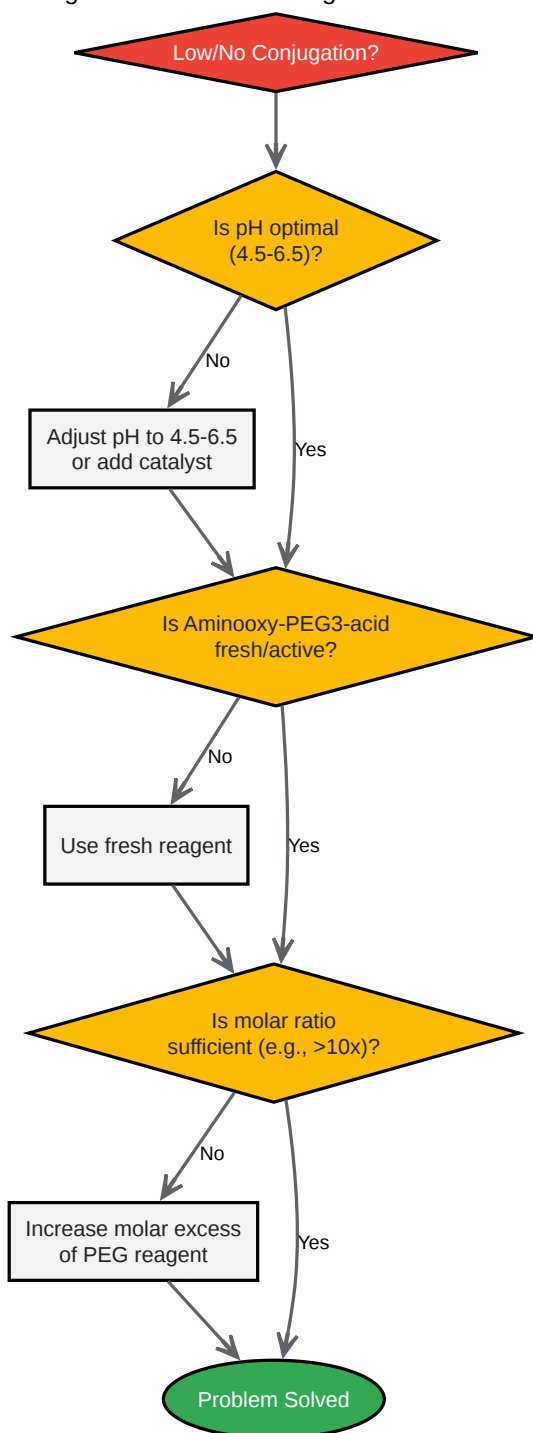 Low/No Conjugation?
Is pH optimal
(4.5-6.5)?
No
Adjust pH to 4.5-6.5
or add catalyst
Yes
Is Aminooxy-PEG3-acid
fresh/active?
No
Use fresh reagent
Yes
Is molar ratio
sufficient (e.g., >10x)?
No
Increase molar excess
of PEG reagent
Yes
Problem Solved